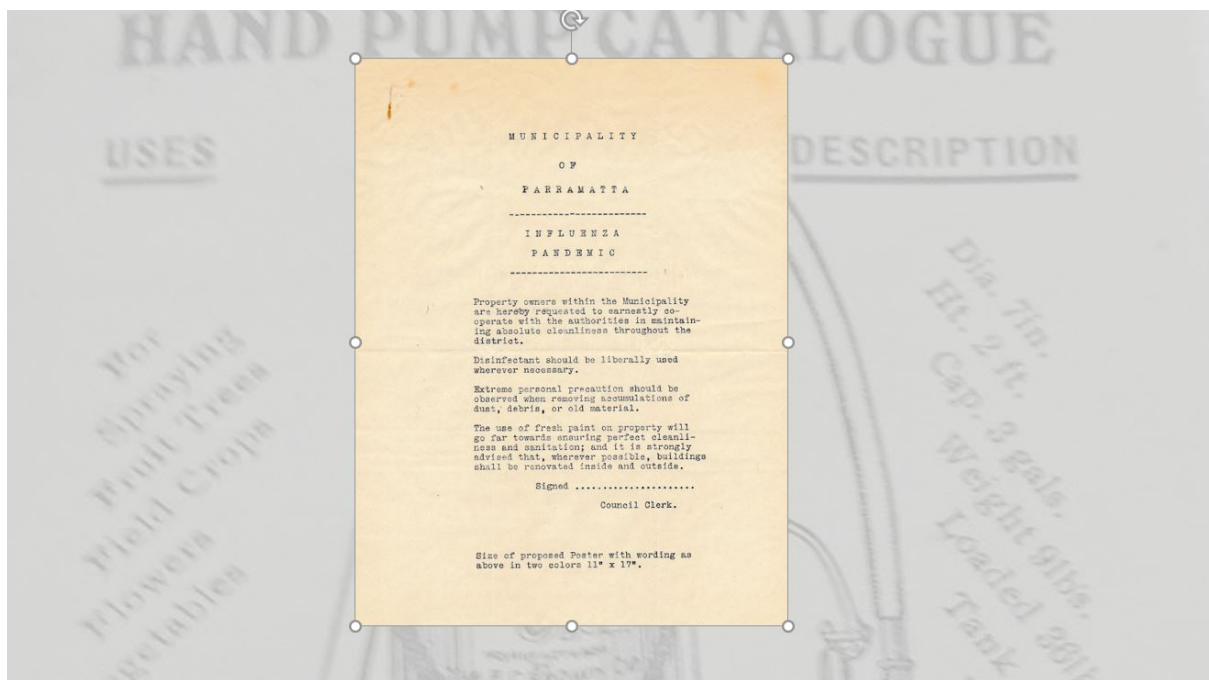 HAND PUMP CATALOGUE
USES
DESCRIPTION
MUNICIPALITY
OF
PARRAMATTA
-------------------------
INFLUENZA
PANDEMIC
-------------------------
Property owners within the Municipality
are hereby requested to earnestly co-
operate with the authorities in maintain-
ing absolute cleanliness throughout the
district.
Disinfectant should be liberally used
wherever necessary.
Extreme personal precaution should be
observed when removing accumulations of
dust, debris, or old material.
The use of fresh paint on property will
go far towards ensuring perfect cleanli-
ness and sanitation; and it is strongly
advised that, wherever possible, buildings
shall be renovated inside and outside.
Signed ......................
Council Clerk.
Size of proposed Poster with wording as
above in two colors 11" x 17".
For
Spraying
Fruit Trees
Field Crops
Flowers
Dia. 7in.
Ht. 2 ft.
Cap. 3 gals,
Loaded
Tank